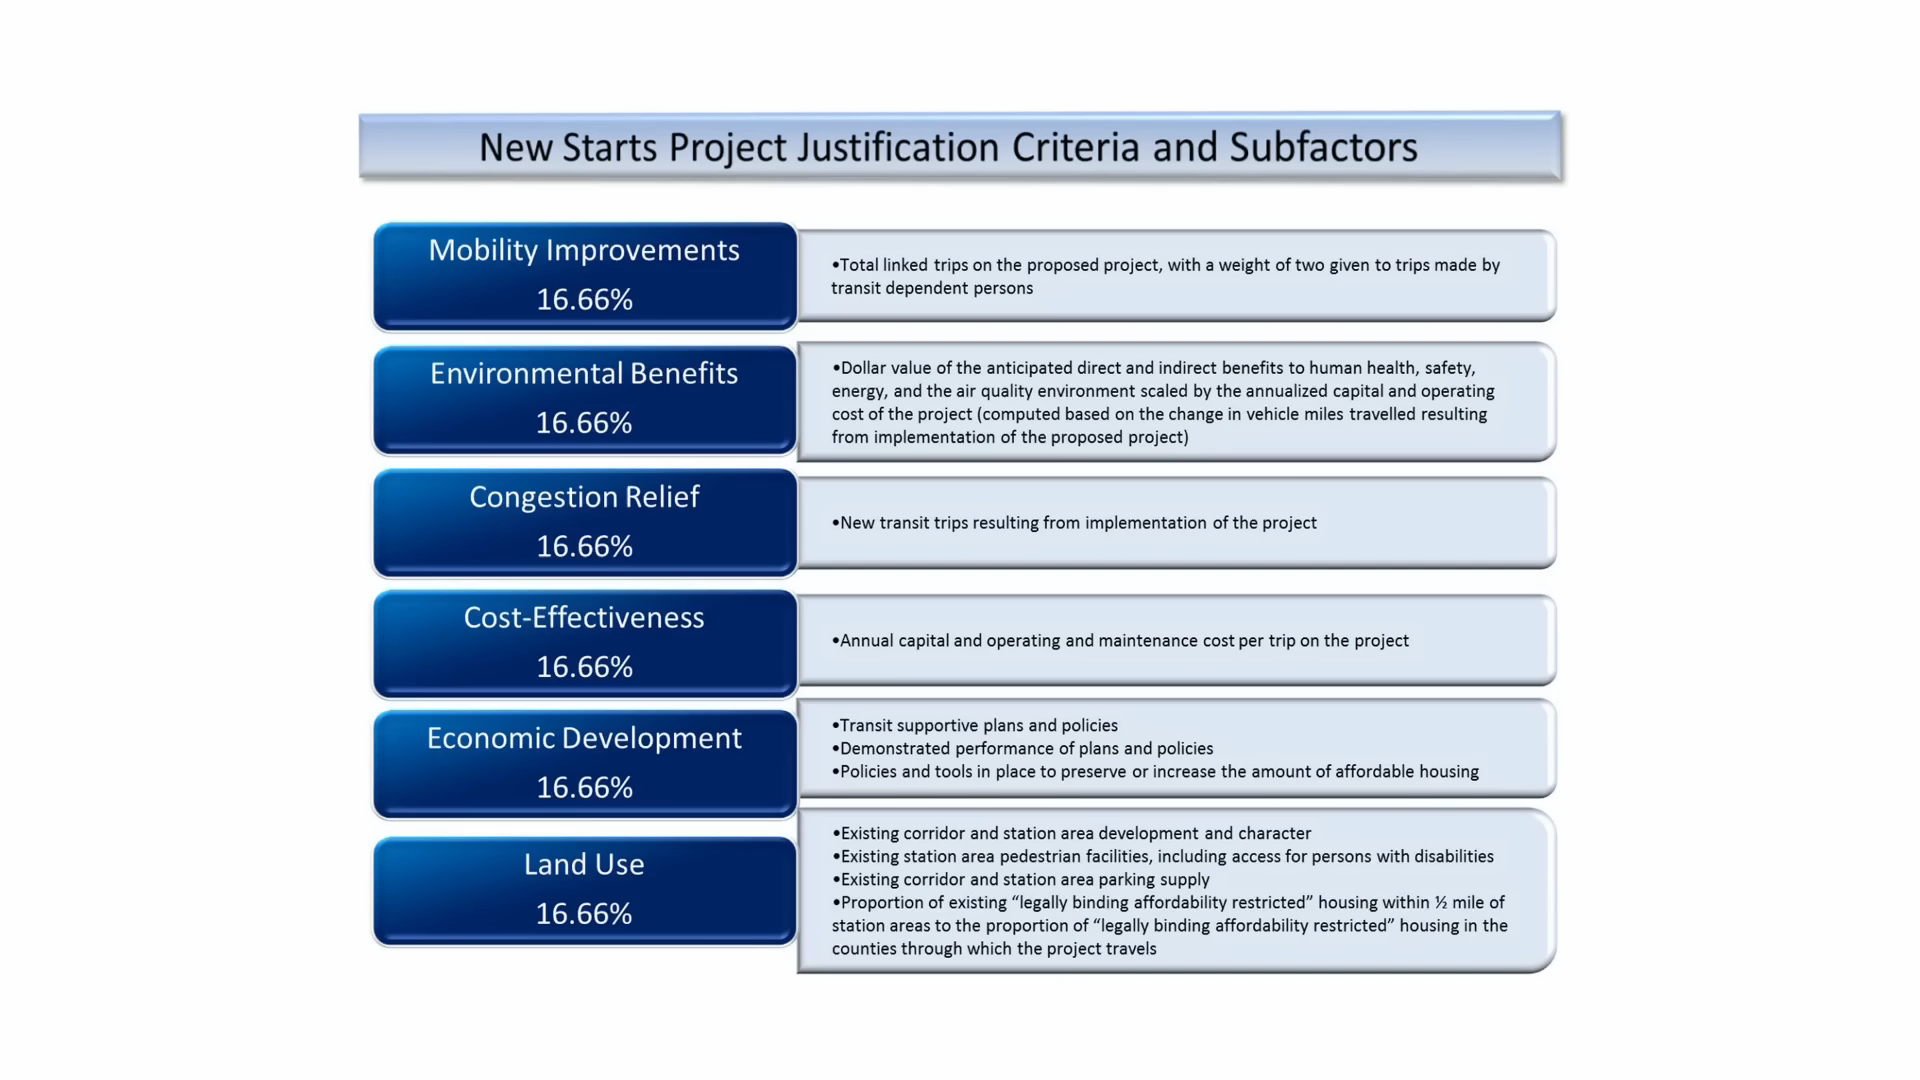 New Starts Project Justification Criteria and Subfactors
Mobility Improvements
16.66%
•Total linked trips on the proposed project, with a weight of two given to trips made by
transit dependent persons
Environmental Benefits
16.66%
•Dollar value of the anticipated direct and indirect benefits to human health, safety,
energy, and the air quality environment scaled by the annualized capital and operating
cost of the project (computed based on the change in vehicle miles travelled resulting
from implementation of the proposed project)
Congestion Relief
16.66%
•New transit trips resulting from implementation of the project
Cost-Effectiveness
16.66%
•Annual capital and operating and maintenance cost per trip on the project
Economic Development
16.66%
•Transit supportive plans and policies
•Demonstrated performance of plans and policies
•Policies and tools in place to preserve or increase the amount of affordable housing
Land Use
16.66%
•Existing corridor and station area development and character
•Existing station area pedestrian facilities, including access for persons with disabilities
•Existing corridor and station area parking supply
•Proportion of existing “legally binding affordability restricted” housing within ½ mile of
station areas to the proportion of “legally binding affordability restricted” housing in the
counties through which the project travels